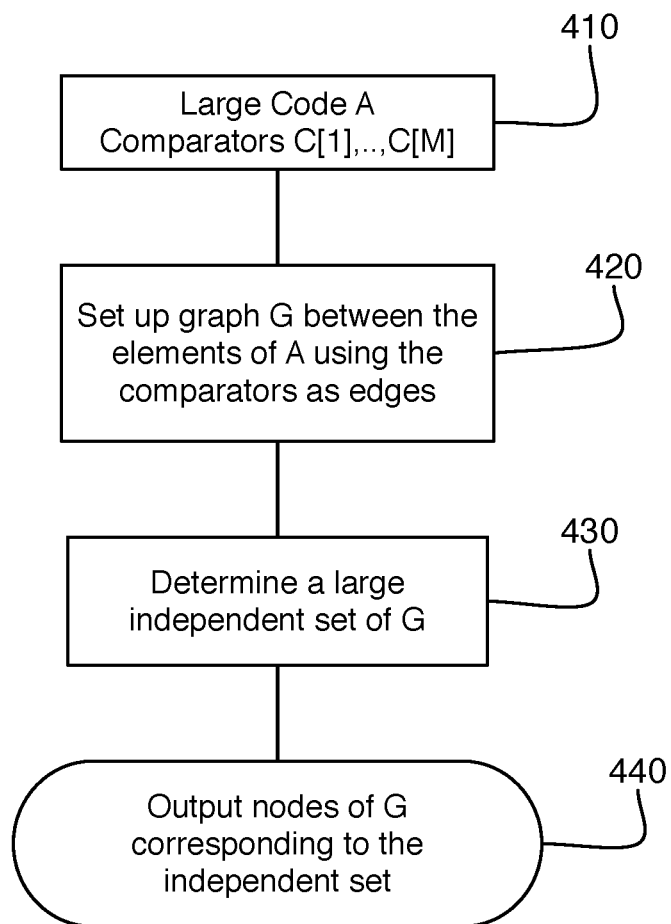 410
Large Code A
Comparators C[1],..,C[M]
420
Set up graph G between the
elements of A using the
comparators as edges
430
Determine a large
independent set of G
440
Output nodes of G
corresponding to the
independent set